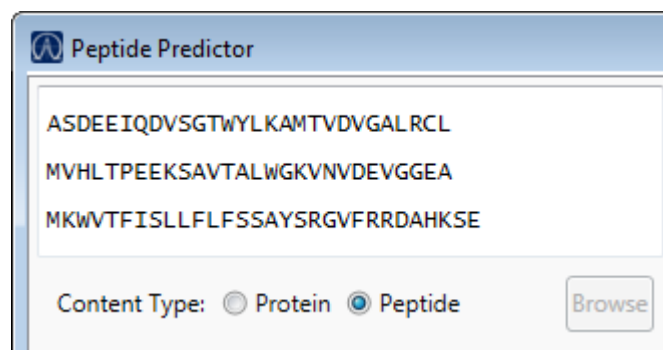 Peptide Predictor
ASDEEIQDVSGTWYLKAMTVDVGALRCL
MVHLTPEEKSAVTALWGKVNVDEVGGEA
MKWVTFISLLFLFSSAYSRGVFRRDAHKSE
Content Type: Protein Peptide Browse